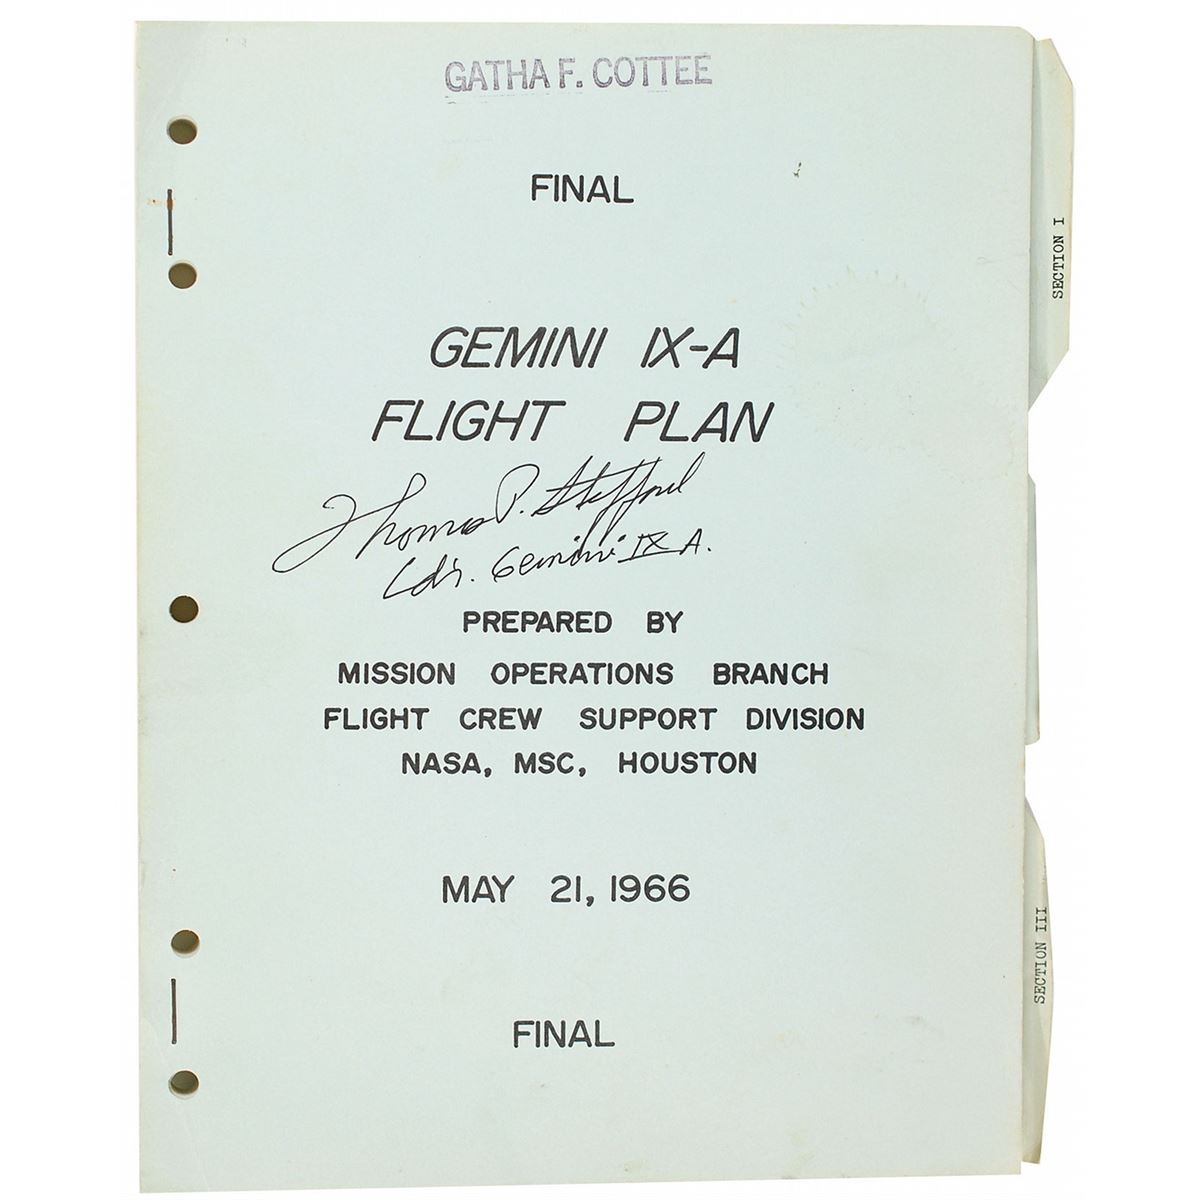 GATHA F. COTTEE
FINAL
SECTION I
GEMINI IX-A
FLIGHT PLAN
Thomas P. Stafford
Cdr. Gemini IX A.
PREPARED BY
MISSION OPERATIONS BRANCH
FLIGHT CREW SUPPORT DIVISION
NASA, MSC, HOUSTON
MAY 21, 1966
SECTION III
FINAL